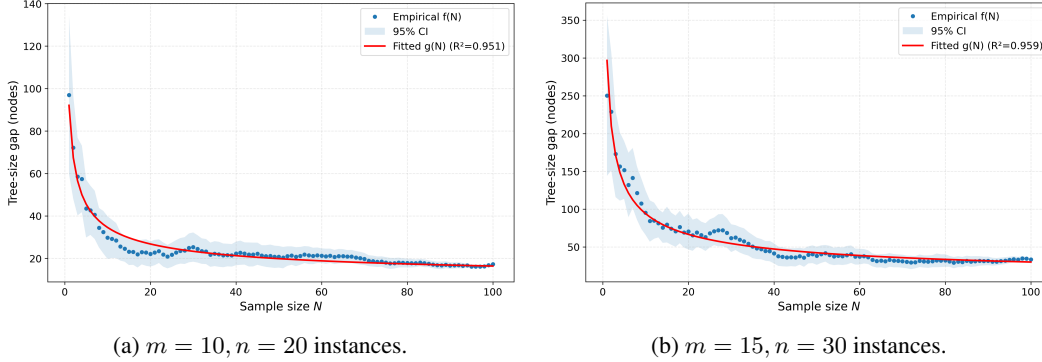 140
120
100
80
60
40
20
Tree-size gap (nodes)
0 20 40 60 80 100
Sample size N
Empirical f(N)
95% CI
Fitted g(N) (R²=0.951)
(a) m = 10, n = 20 instances.
350
300
250
200
150
100
50
Tree-size gap (nodes)
0 20 40 60 80 100
Sample size N
Empirical f(N)
95% CI
Fitted g(N) (R²=0.959)
(b) m = 15, n = 30 instances.